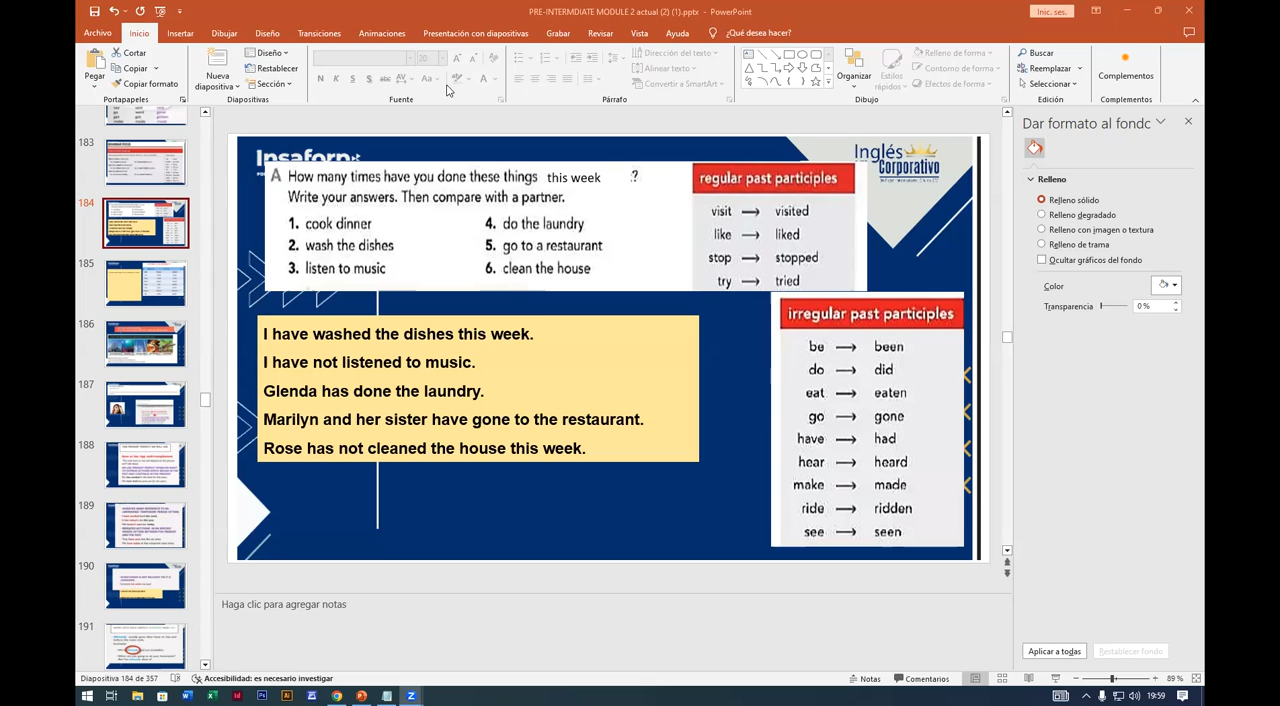 PRE-INTERMDIATE MODULE 2 actual (2) (1).pptx - PowerPoint
Inic. ses.
Archivo Inicio Insertar Dibujar Diseño Transiciones Animaciones Presentación con diapositivas Grabar Revisar Vista Ayuda ¿Qué desea hacer?
Pegar
Cortar
Copiar
Copiar formato
Portapapeles
Nueva diapositiva
Diseño
Restablecer
Sección
Diapositivas
20
Fuente
Párrafo
Dirección del texto
Alinear texto
Convertir a SmartArt
Organizar
Estilos rápidos
Relleno de forma
Contorno de forma
Efectos de forma
Dibujo
Buscar
Reemplazar
Seleccionar
Edición
Complementos
Complementos
183
184
185
186
187
188
189
190
191
Inglés
Corporativo
A How many times have you done these things this week ?
Write your answers. Then compare with a partner.
1 cook dinner
2. wash the dishes
3. listen to music
4. do the laundry
5. go to a restaurant
6. clean the house
regular past participles
visit → visited
like → liked
stop → stopped
try → tried
I have washed the dishes this week.
I have not listened to music.
Glenda has done the laundry.
Marilyn and her sister have gone to the restaurant.
Rose has not cleaned the house this week.
irregular past participles
be → been
do → did
eat → eaten
go → gone
have → had
hear → heard
make → made
ride → ridden
see → seen
Haga clic para agregar notas
Dar formato al fondo
Relleno
Relleno sólido
Relleno degradado
Relleno con imagen o textura
Relleno de trama
Ocultar gráficos del fondo
Color
Transparencia 0 %
Aplicar a todas
Restablecer fondo
Diapositiva 184 de 357 Accesibilidad: es necesario investigar
Notas Comentarios 89 %
19:59